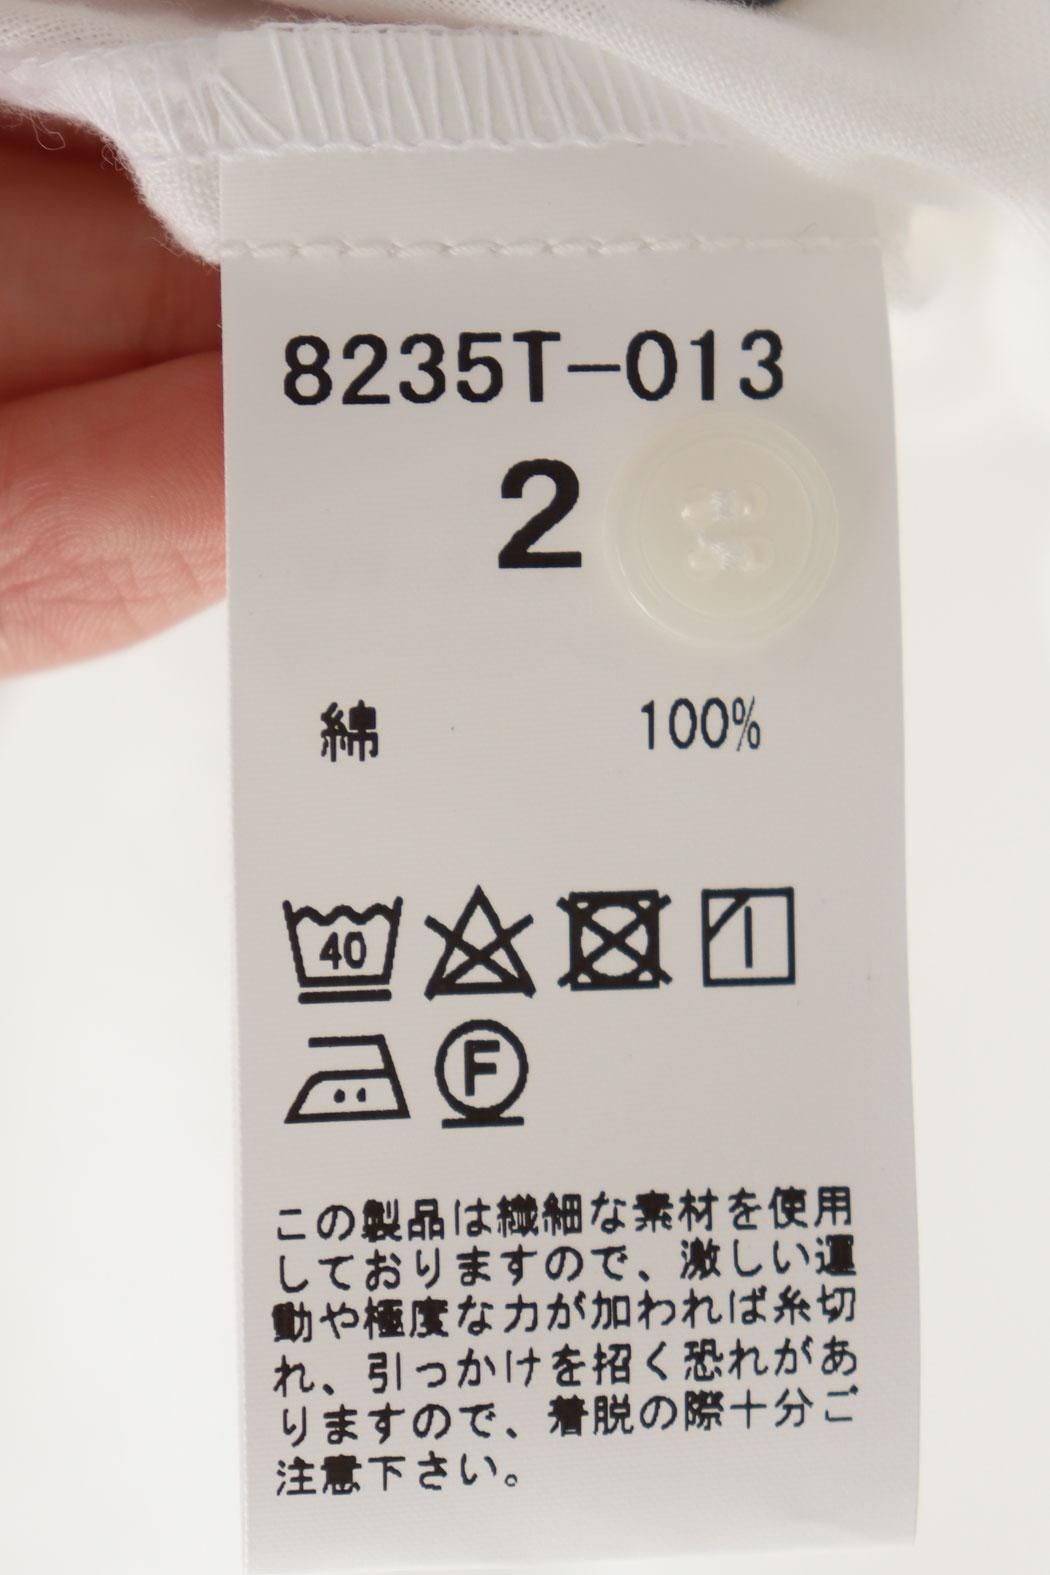 8235T-013
2
綿 100%
40
F
この製品は繊細な素材を使用
しておりますので、激しい運
動や極度な力が加われば糸切
れ、引っかけを招く恐れがあ
りますので、着脱の際十分ご
注意下さい。